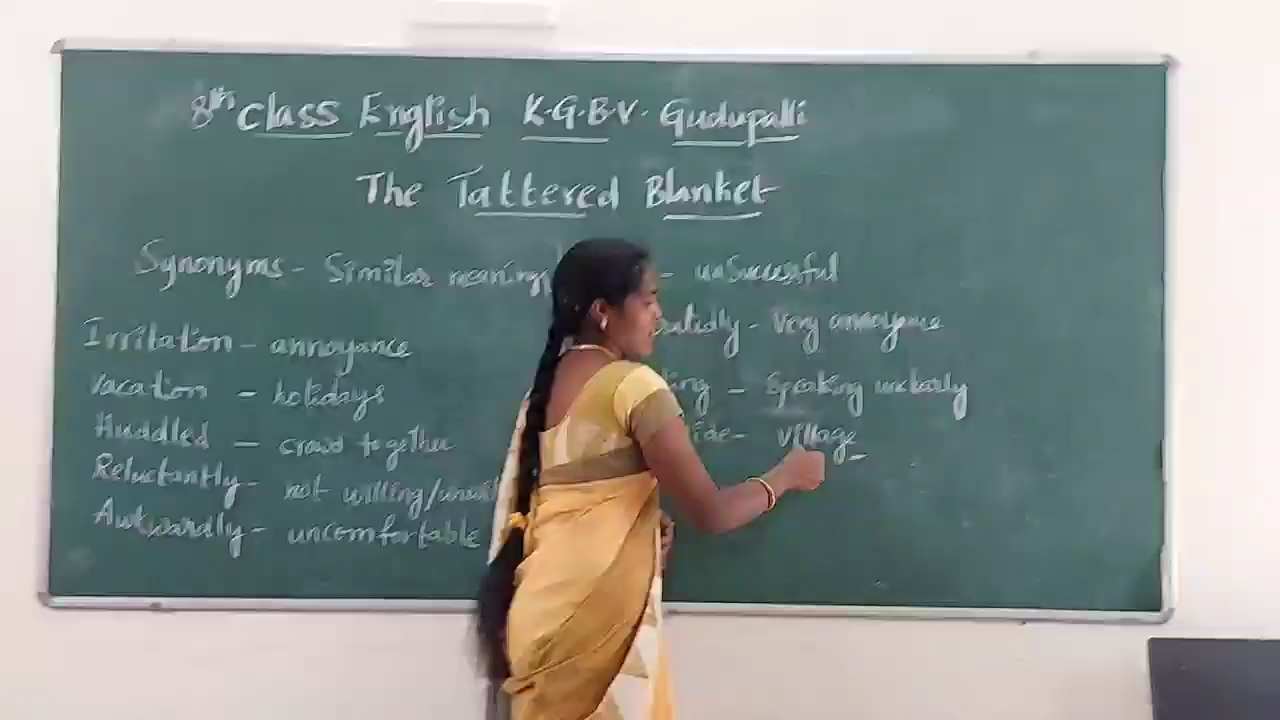 8th class English K.G.B.V. Gudupalli
The Tattered Blanket
Synonyms - Similar meaning
- unSuccessful
Irritation - annoyance
- very annoyance
vacation - holidays
- Speaking unclearly
Huddled - crowd together
- village
Reluctantly - not willing/
Awkwardly - uncomfortable